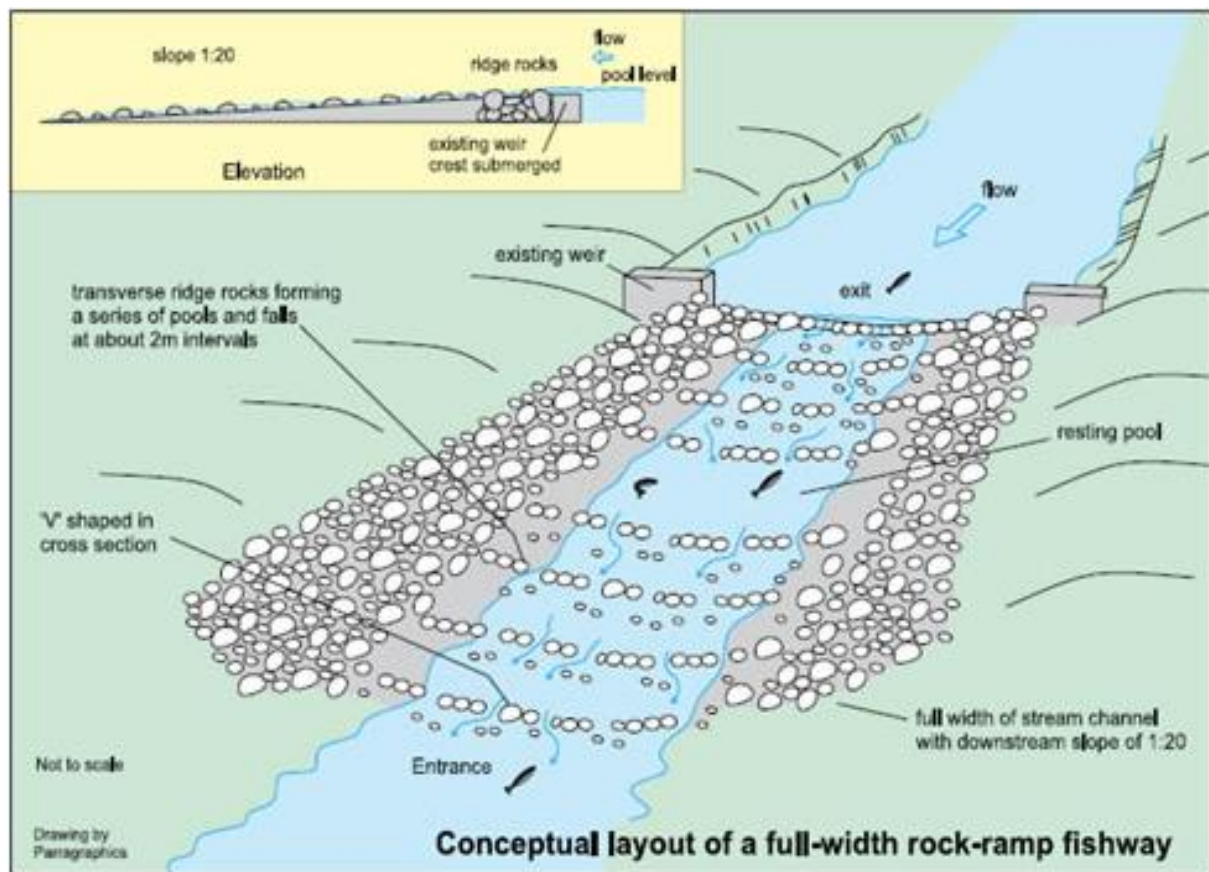 slope 1:20
ridge rocks
flow
pool level
existing weir
crest submerged
Elevation
flow
existing weir
exit
transverse ridge rocks forming
a series of pools and falls
at about 2m intervals
resting pool
'V' shaped in
cross section
full width of stream channel
with downstream slope of 1:20
Not to scale
Entrance
Drawing by
Parragraphics
Conceptual layout of a full-width rock-ramp fishway